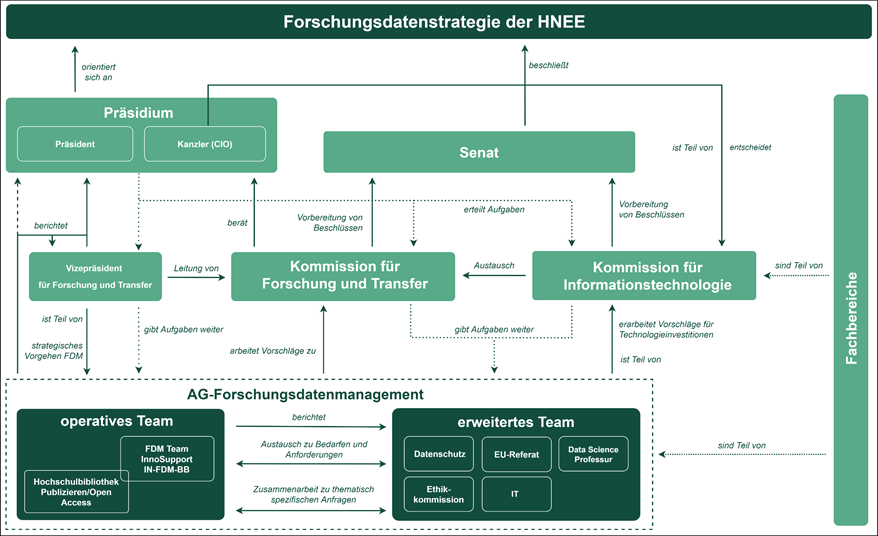 Forschungsdatenstrategie der HNEE
orientiert
sich an
beschließt
Präsidium
Präsident
Kanzler (CIO)
Senat
ist Teil von
entscheidet
berichtet
berät
Vorbereitung von
Beschlüssen
erteilt Aufgaben
Vorbereitung
von Beschlüssen
Vizepräsident
für Forschung und Transfer
Leitung von
Kommission für
Forschung und Transfer
Austausch
Kommission für
Informationstechnologie
sind Teil von
Fachbereiche
ist Teil von
strategisches
Vorgehen FDM
gibt Aufgaben weiter
arbeitet Vorschläge zu
gibt Aufgaben weiter
erarbeitet Vorschläge für
Technologieinvestitionen
ist Teil von
AG-Forschungsdatenmanagement
operatives Team
FDM Team
InnoSupport
IN-FDM-BB
Hochschulbibliothek
Publizieren/Open
Access
berichtet
Austausch zu Bedarfen und
Anforderungen
Zusammenarbeit zu thematisch
spezifischen Anfragen
erweitertes Team
Datenschutz
EU-Referat
Data Science
Professur
Ethik-
kommission
IT
sind Teil von